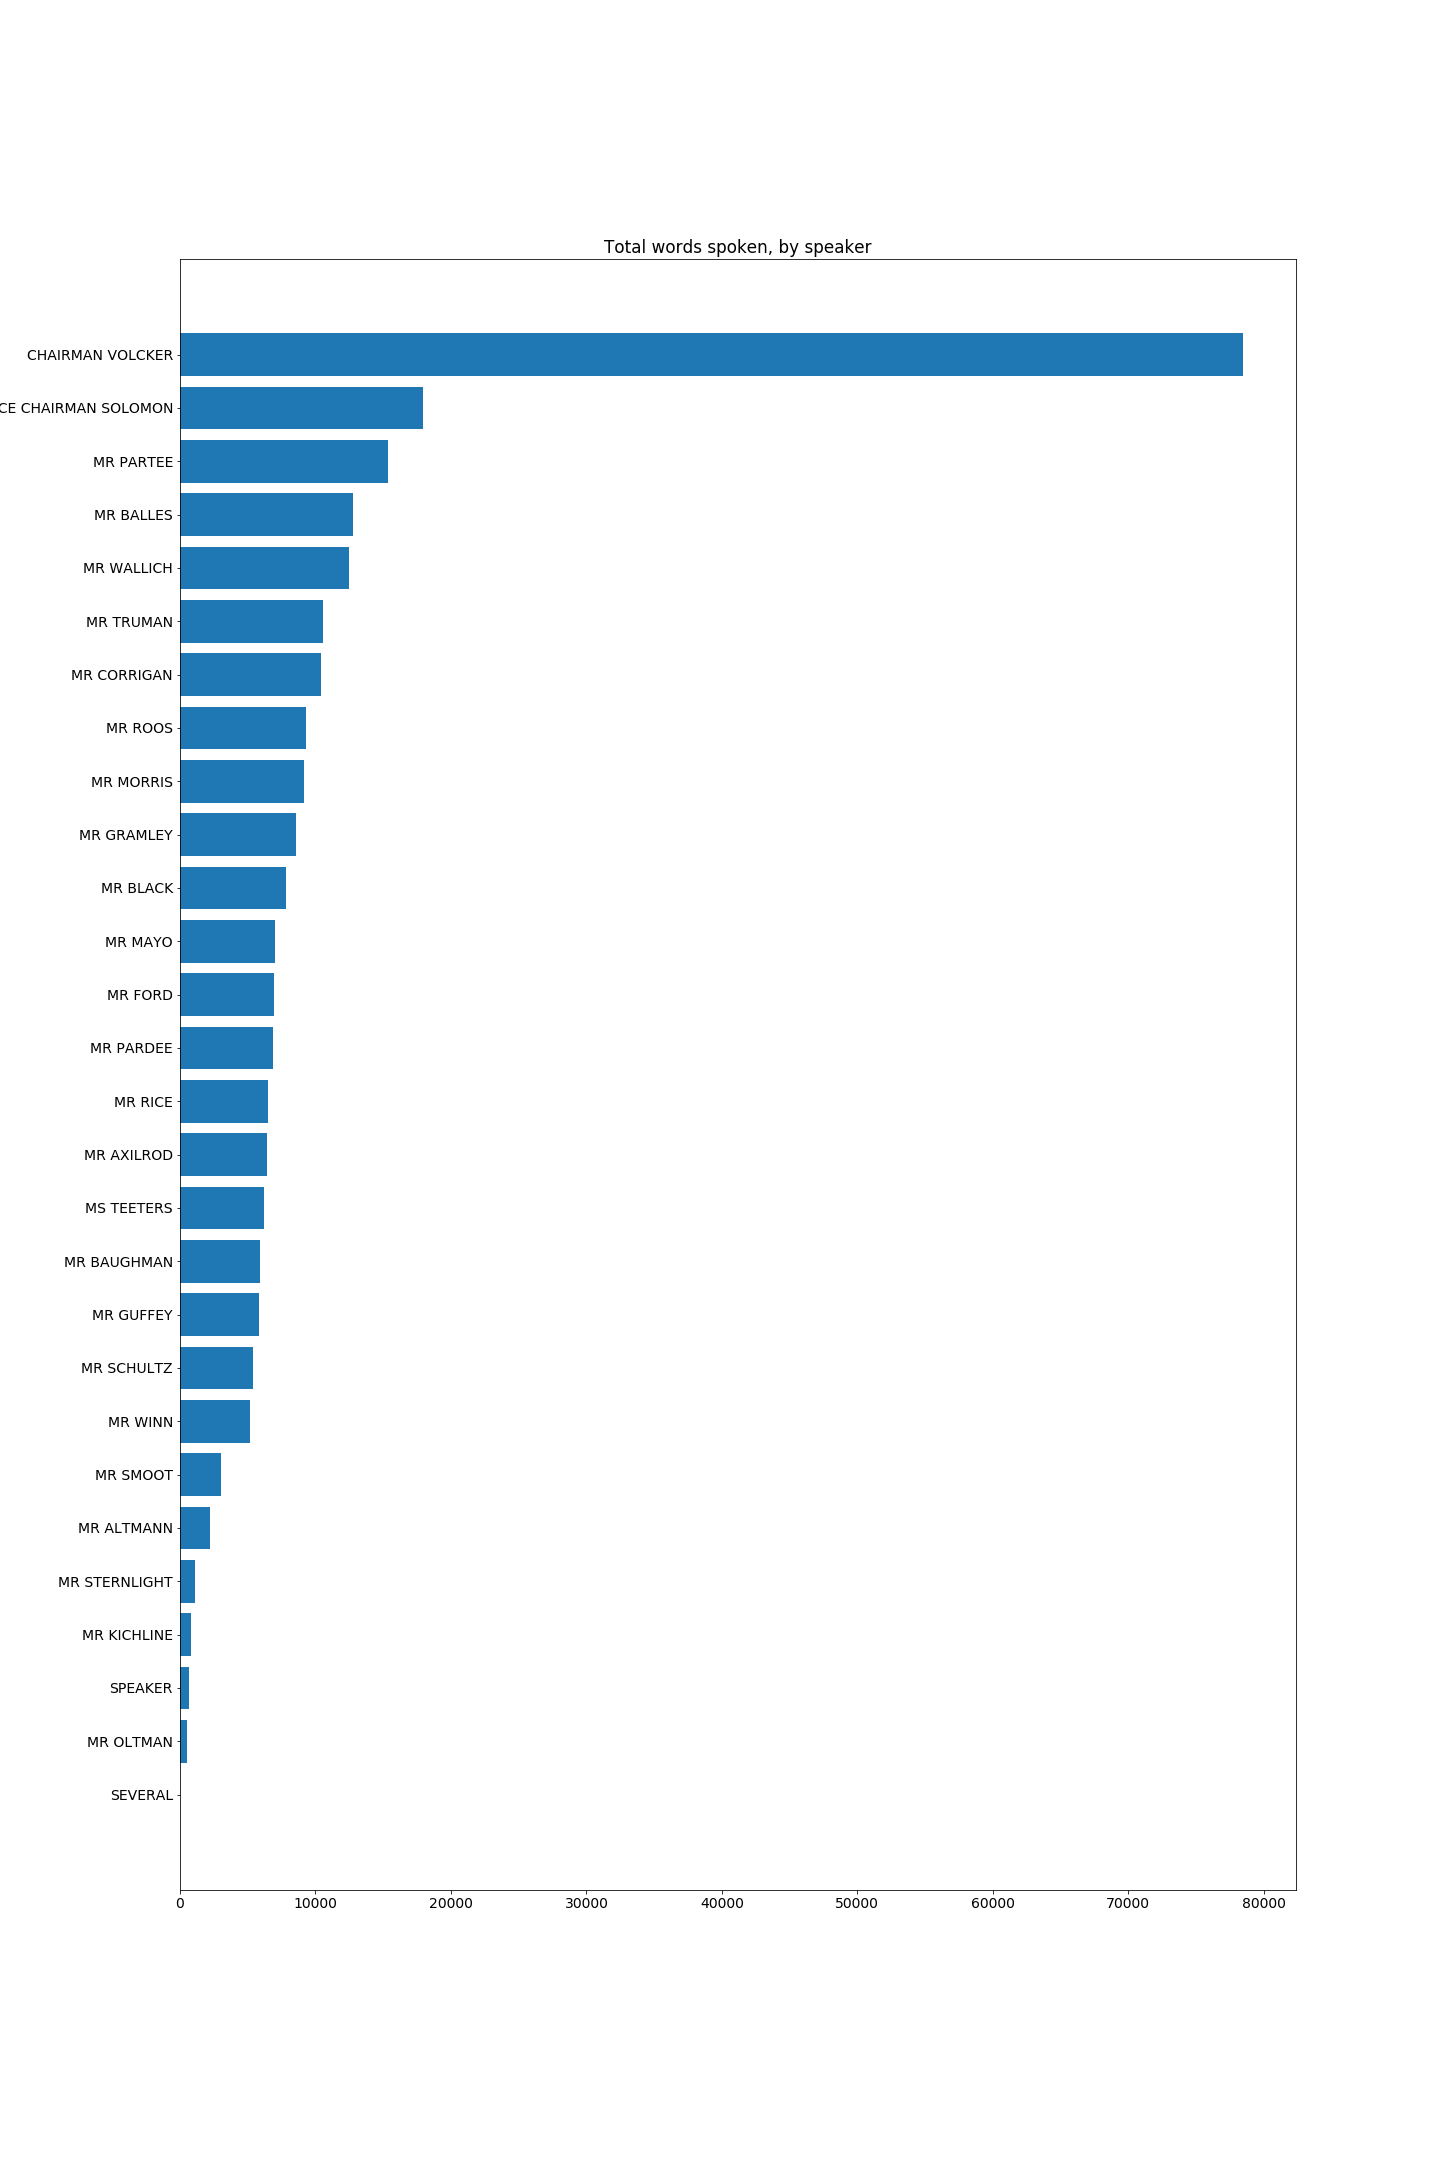 Total words spoken, by speaker
CHAIRMAN VOLCKER
CE CHAIRMAN SOLOMON
MR PARTEE
MR BALLES
MR WALLICH
MR TRUMAN
MR CORRIGAN
MR ROOS
MR MORRIS
MR GRAMLEY
MR BLACK
MR MAYO
MR FORD
MR PARDEE
MR RICE
MR AXILROD
MS TEETERS
MR BAUGHMAN
MR GUFFEY
MR SCHULTZ
MR WINN
MR SMOOT
MR ALTMANN
MR STERNLIGHT
MR KICHLINE
SPEAKER
MR OLTMAN
SEVERAL
0 10000 20000 30000 40000 50000 60000 70000 80000